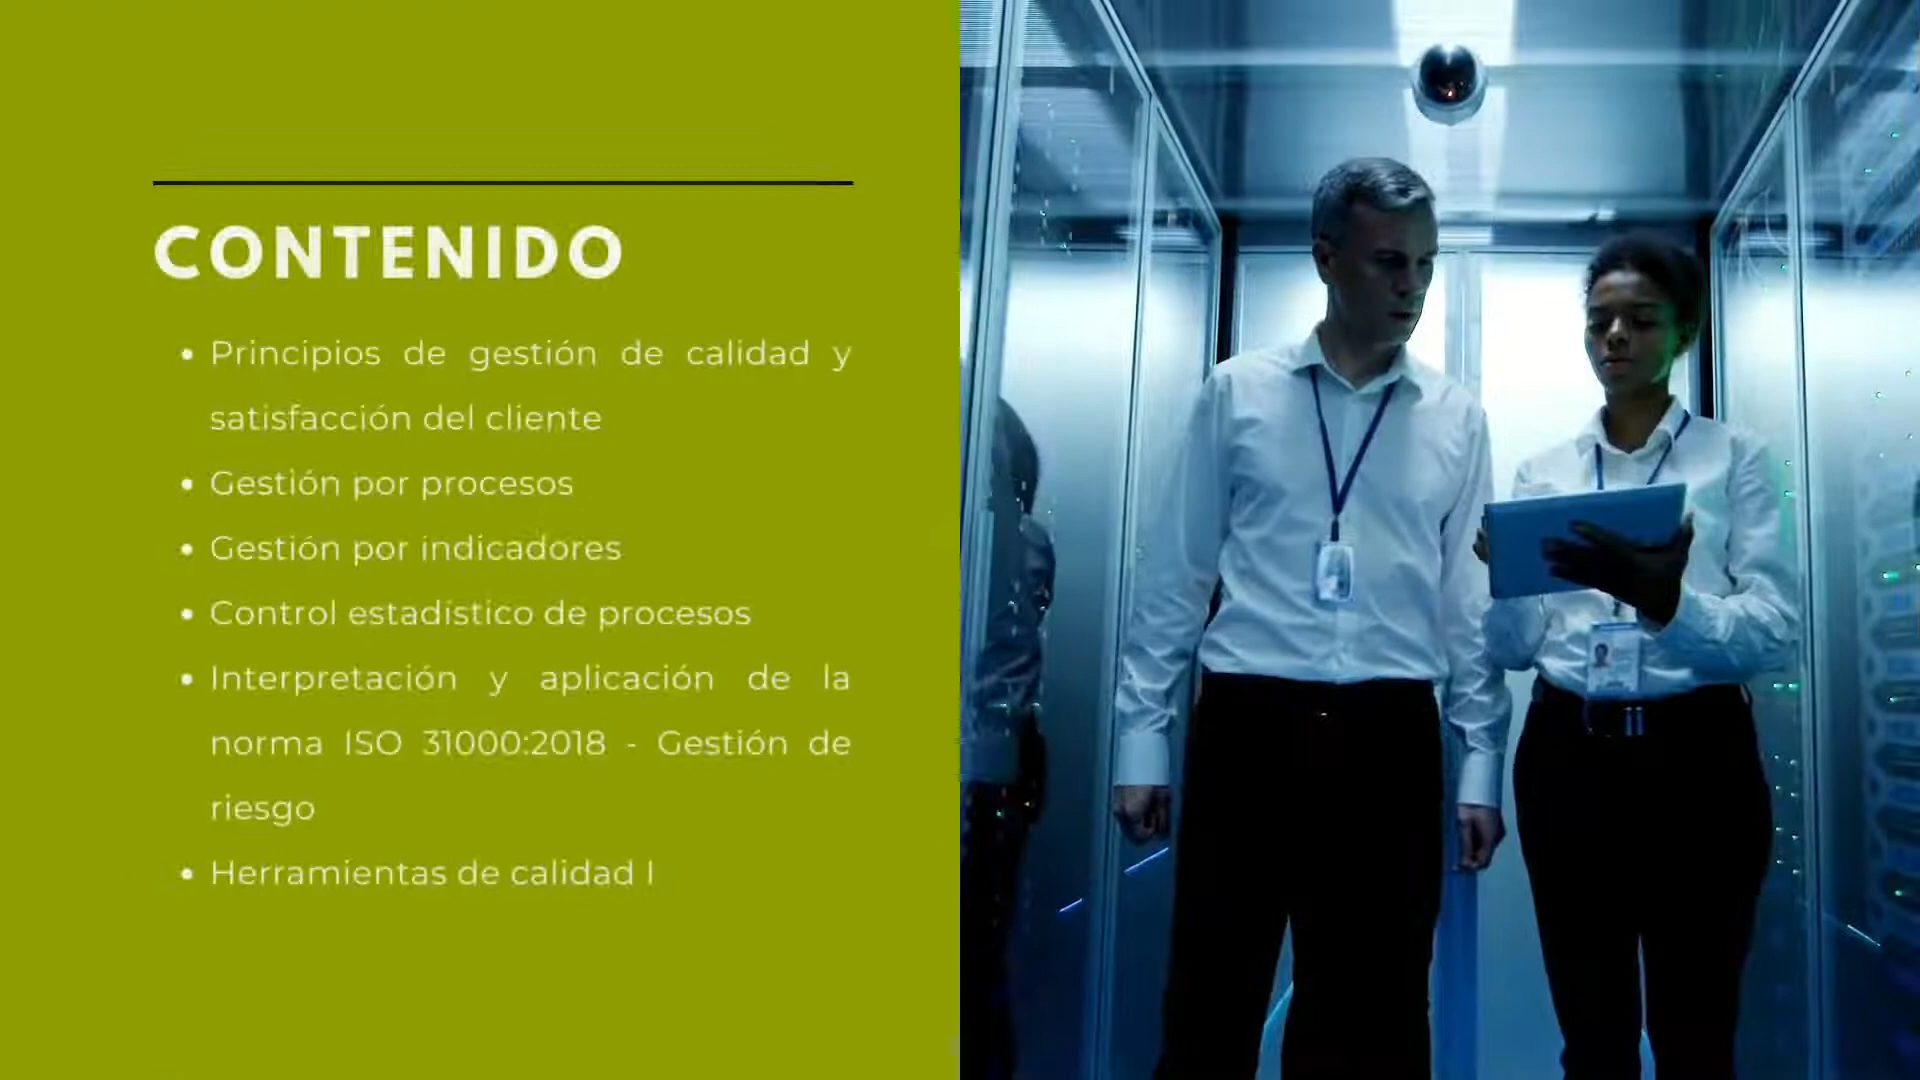 CONTENIDO
• Principios de gestión de calidad y
satisfacción del cliente
• Gestión por procesos
• Gestión por indicadores
• Control estadístico de procesos
• Interpretación y aplicación de la
norma ISO 31000:2018 - Gestión de
riesgo
• Herramientas de calidad I